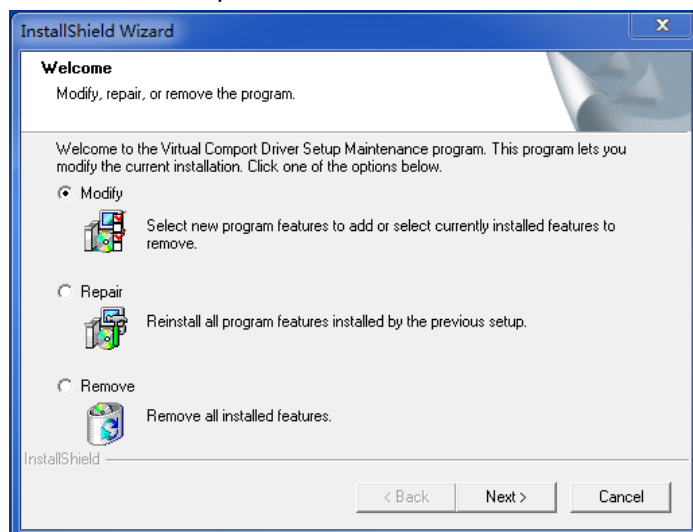 InstallShield Wizard
Welcome
Modify, repair, or remove the program.
Welcome to the Virtual Comport Driver Setup Maintenance program. This program lets you
modify the current installation. Click one of the options below.
Modify
Select new program features to add or select currently installed features to
remove.
Repair
Reinstall all program features installed by the previous setup.
Remove
Remove all installed features.
InstallShield
< Back Next > Cancel